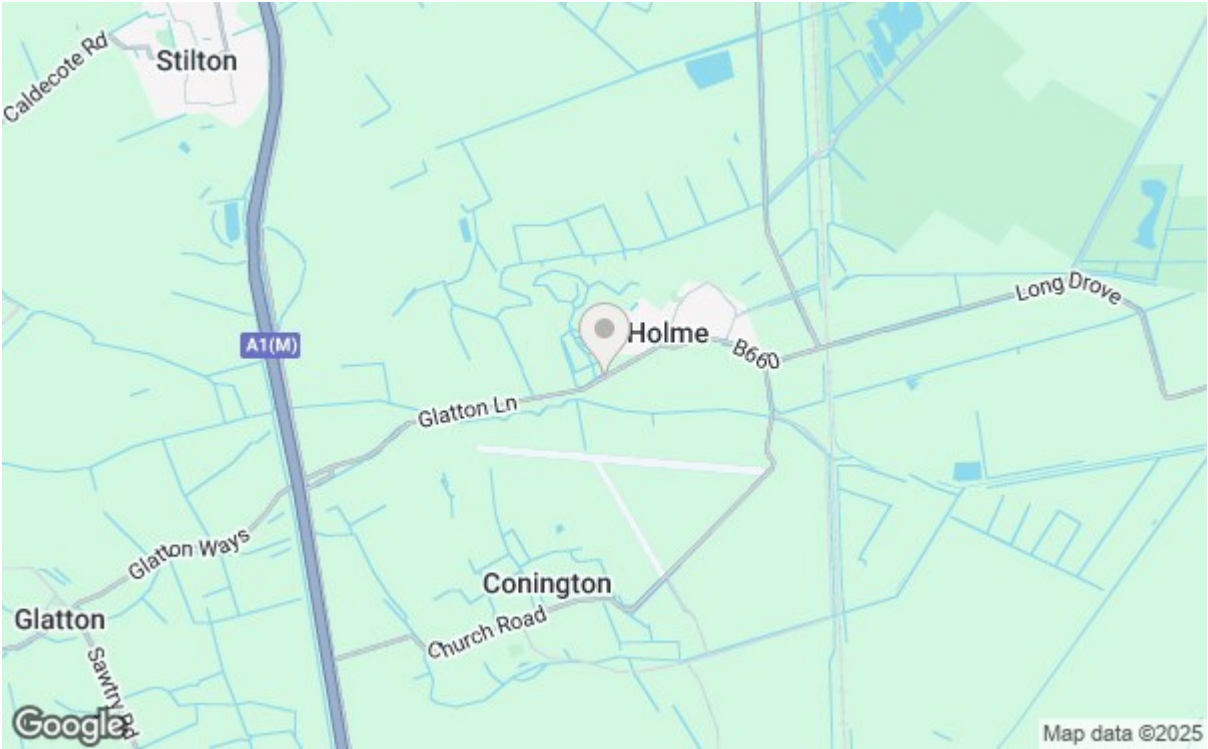 Caldecote Rd
Stilton
A1(M)
Holme
B660
Long Drove
Glatton Ln
Glatton Ways
Conington
Church Road
Glatton
Sawtry Rd
Google
Map data ©2025